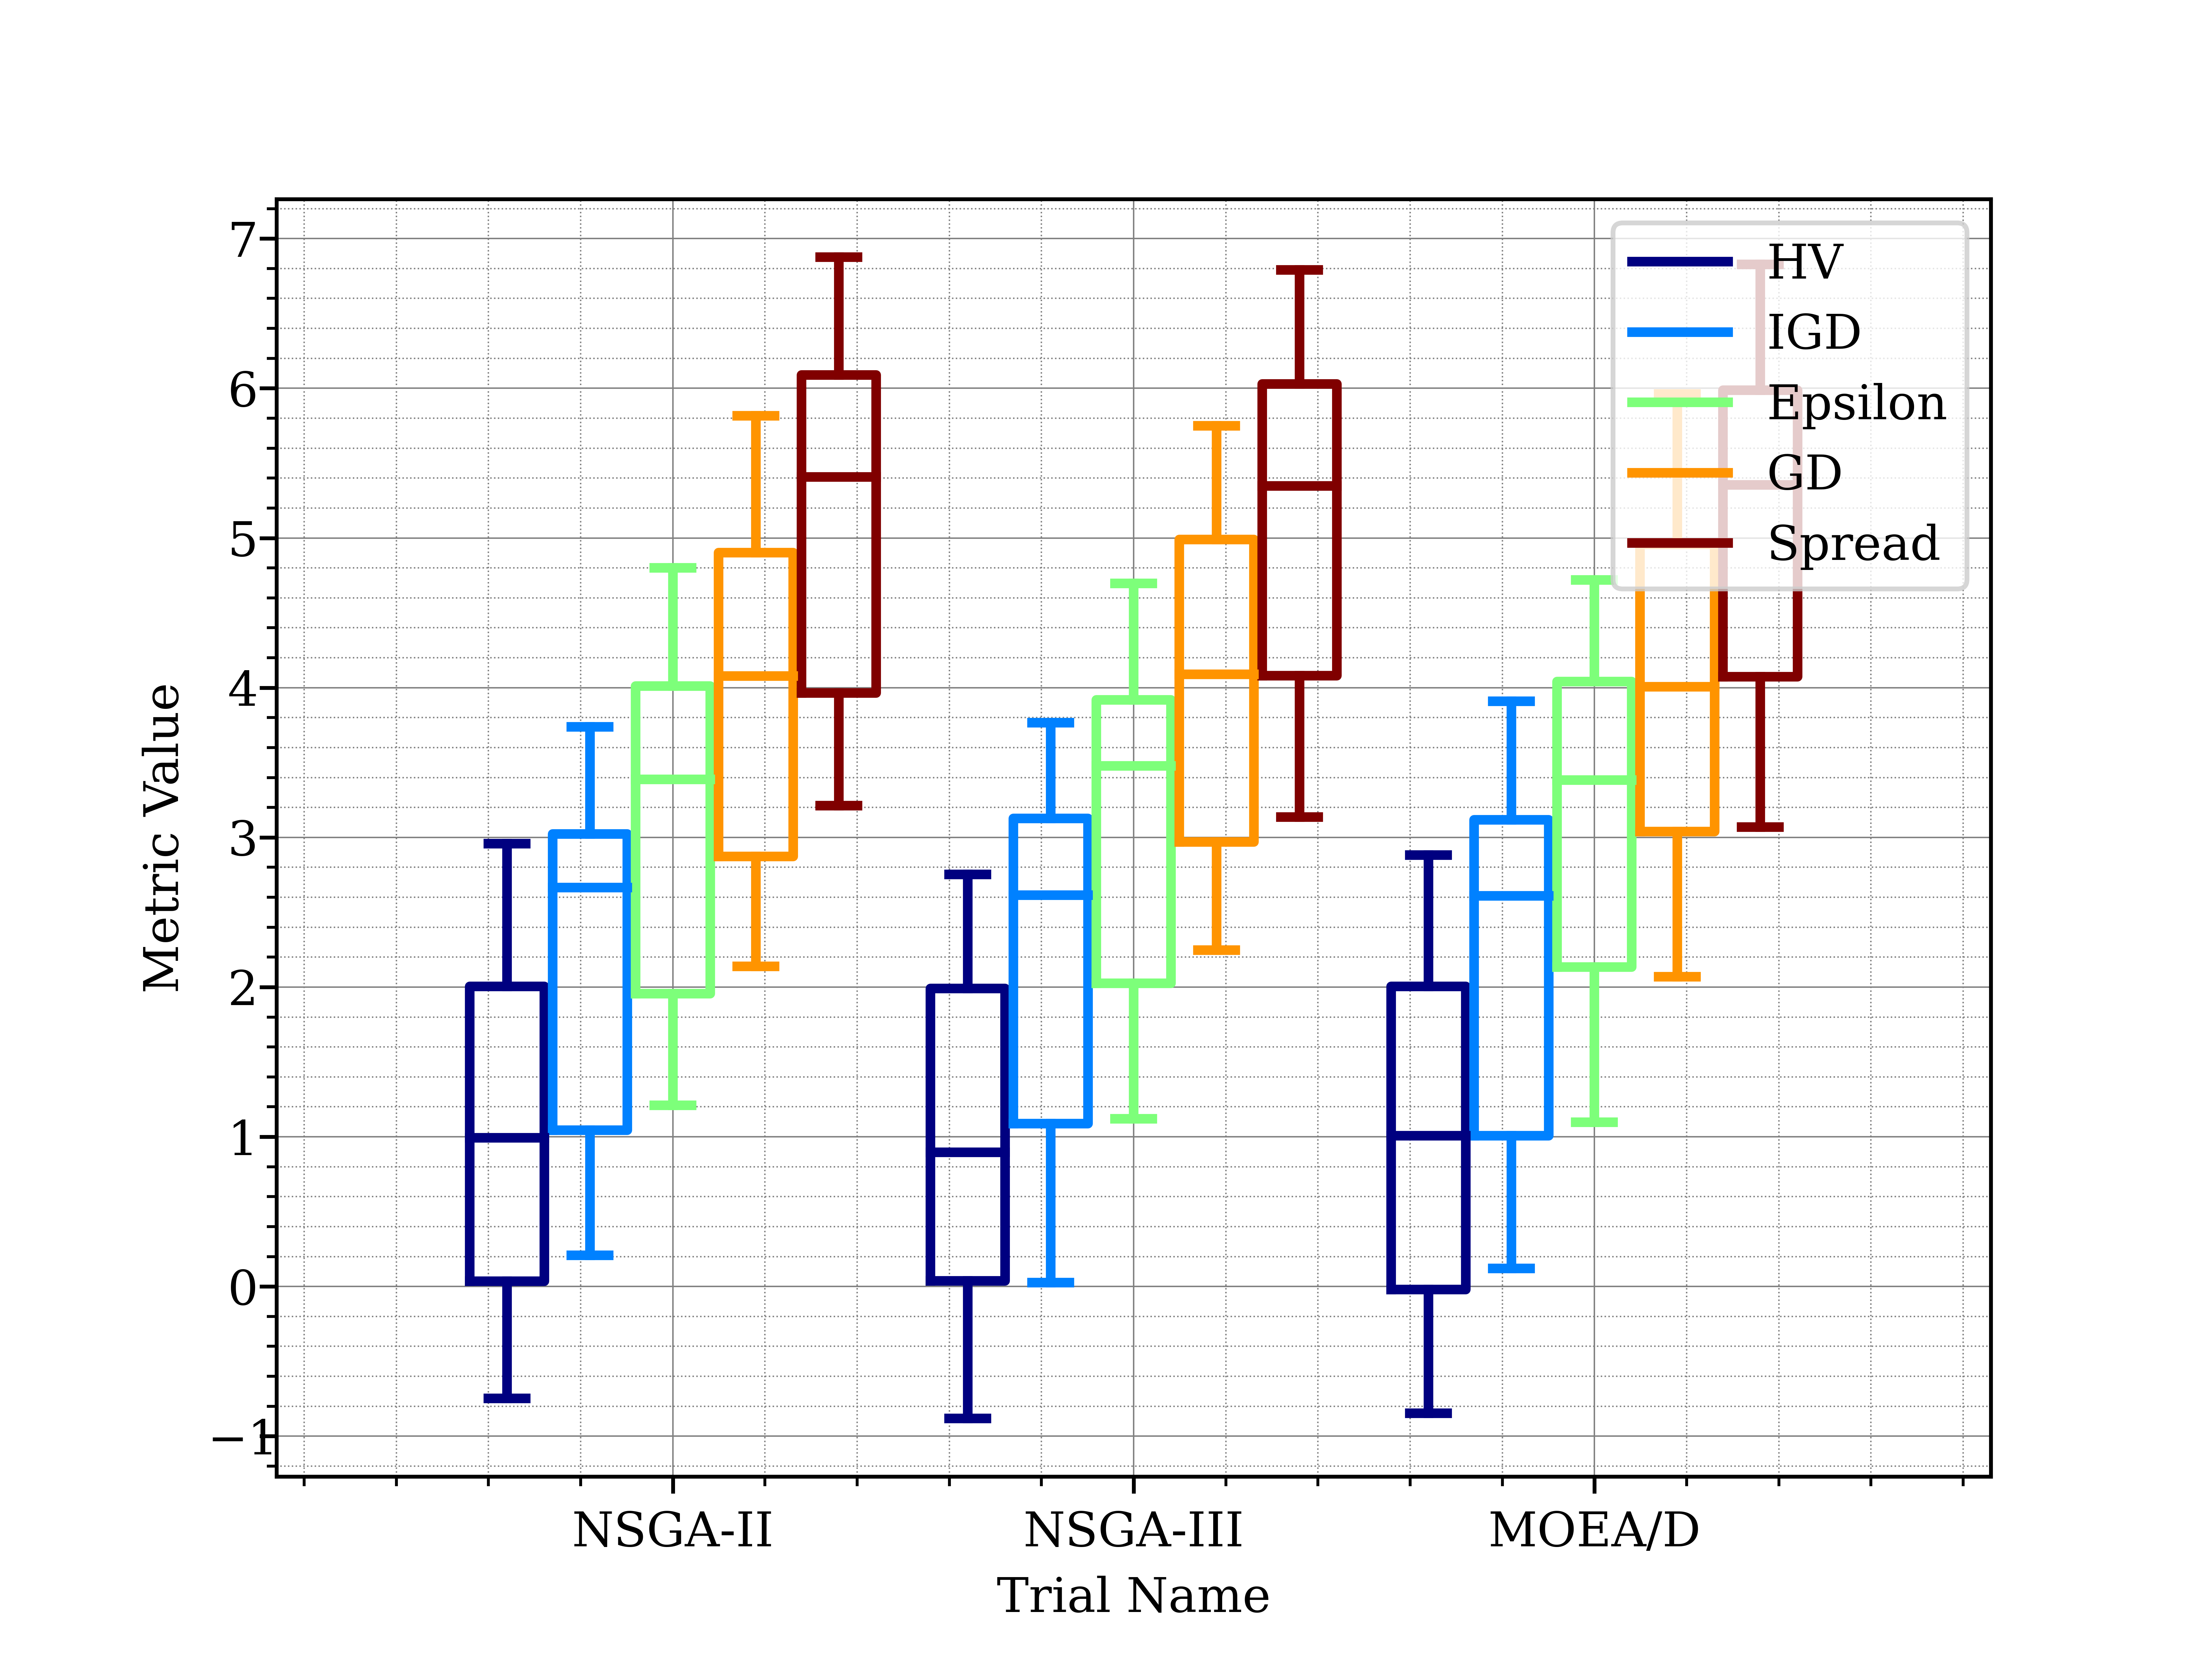 7
6
5
4
3
2
1
0
−1
Metric Value
HV
IGD
Epsilon
GD
Spread
NSGA-II NSGA-III MOEA/D
Trial Name